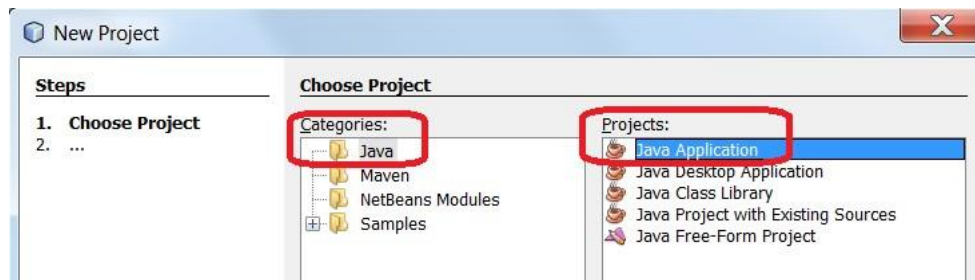 New Project
Steps
1. Choose Project
2. ...
Choose Project
Categories:
Java
Maven
NetBeans Modules
Samples
Projects:
Java Application
Java Desktop Application
Java Class Library
Java Project with Existing Sources
Java Free-Form Project